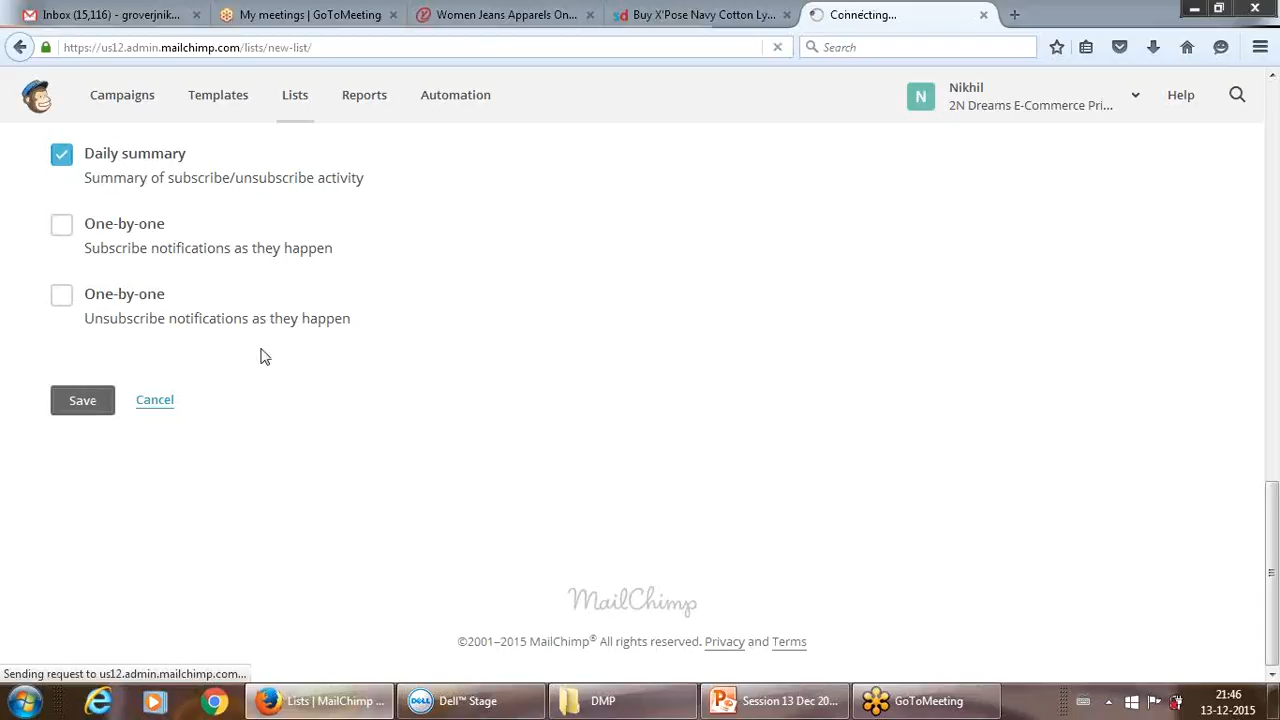 Inbox (15,116) - groverjnik...
My meetings | GoToMeeting
Women Jeans Apparels On...
Buy X'Pose Navy Cotton Ly...
Connecting...
https://us12.admin.mailchimp.com/lists/new-list/
Search
Campaigns
Templates
Lists
Reports
Automation
N
Nikhil
2N Dreams E-Commerce Pri...
Help
Daily summary
Summary of subscribe/unsubscribe activity
One-by-one
Subscribe notifications as they happen
One-by-one
Unsubscribe notifications as they happen
Save
Cancel
MailChimp
©2001–2015 MailChimp® All rights reserved. Privacy and Terms
Sending request to us12.admin.mailchimp.com...
Lists | MailChimp ...
DELL
Dell™ Stage
DMP
Session 13 Dec 20...
GoToMeeting
21:46
13-12-2015